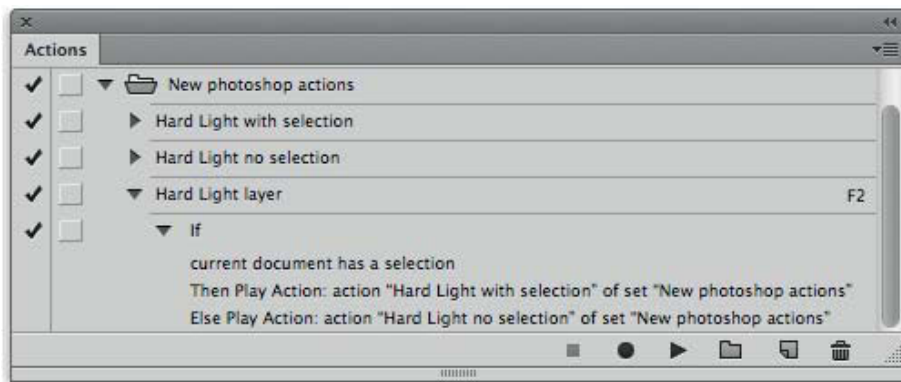 Actions
New photoshop actions
Hard Light with selection
Hard Light no selection
Hard Light layer F2
If
current document has a selection
Then Play Action: action “Hard Light with selection” of set “New photoshop actions”
Else Play Action: action “Hard Light no selection” of set “New photoshop actions”